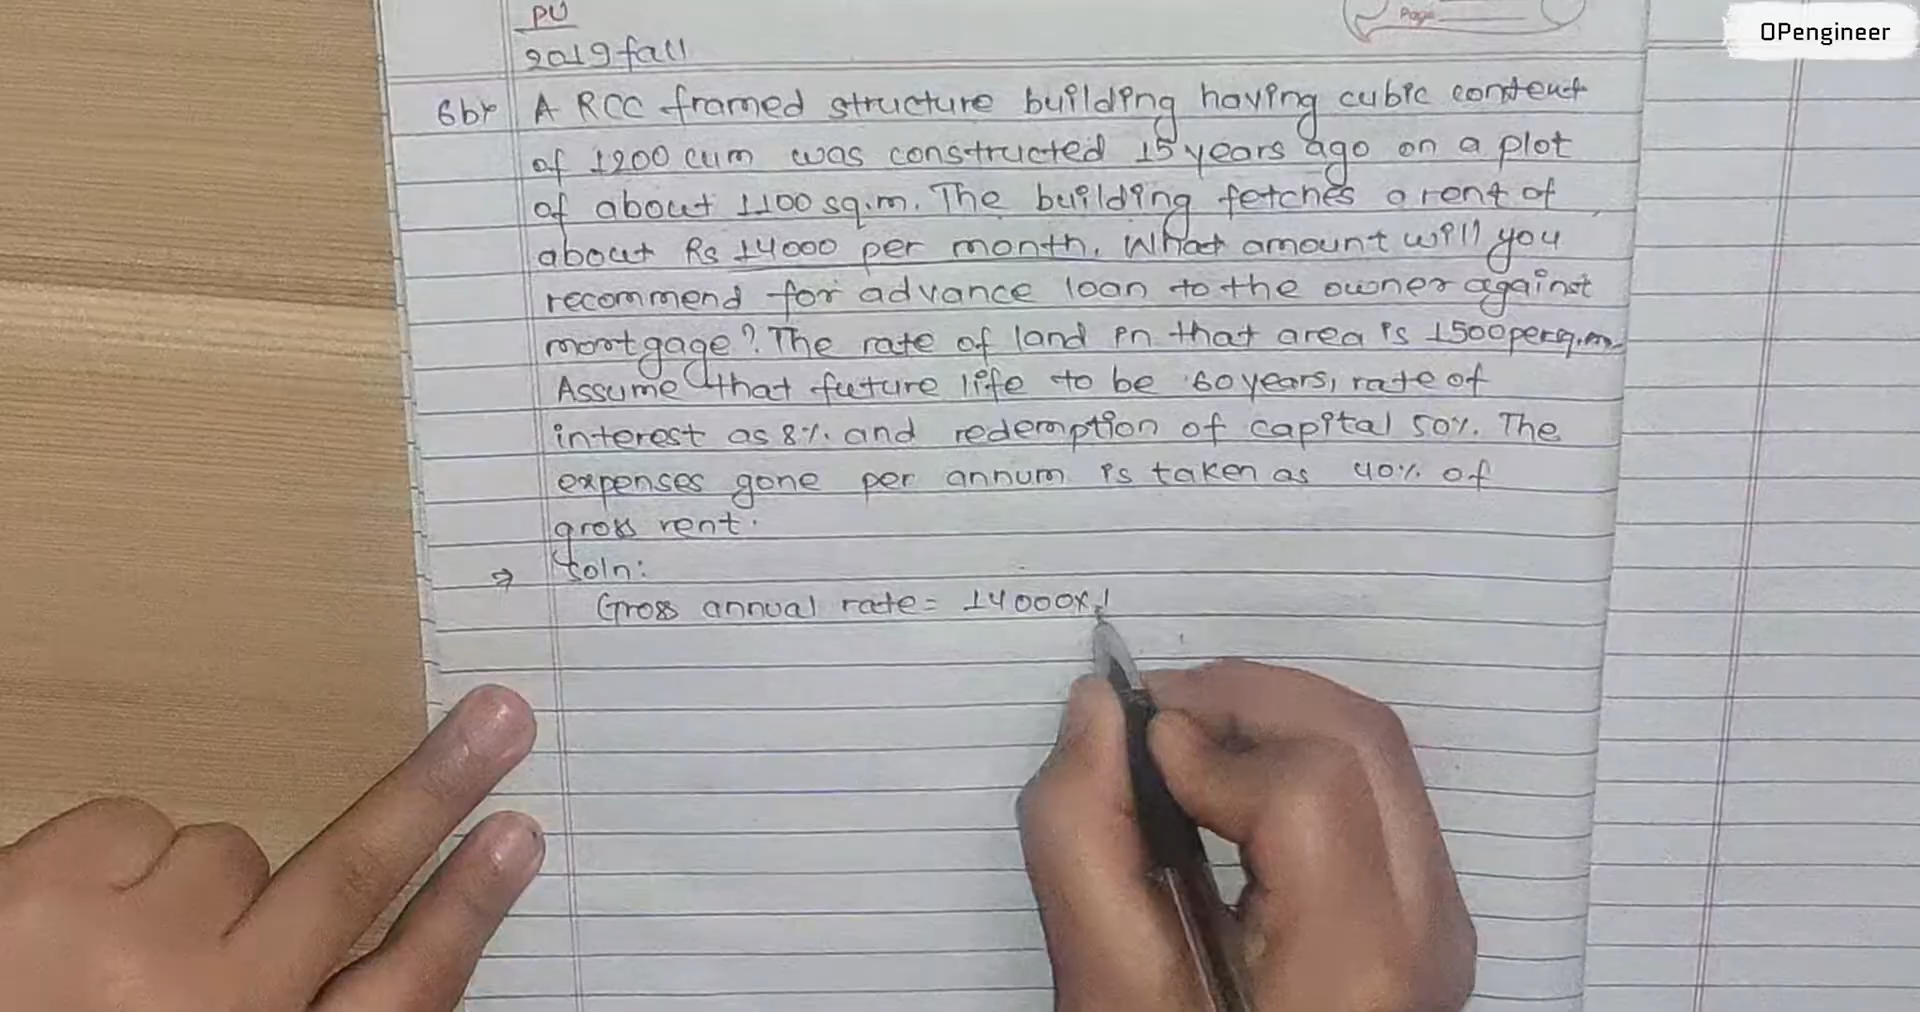 PU
Page
OPengineer
2019 fall
6b) A RCC framed structure building having cubic content
of 1200 cum was constructed 15 years ago on a plot
of about 1100 sq.m. The building fetches a rent of
about Rs 14000 per month. What amount will you
recommend for advance loan to the owner against
mortgage? The rate of land in that area is 1500 per sq.m.
Assume that future life to be 60 years, rate of
interest as 8% and redemption of capital 50%. The
expenses gone per annum is taken as 40% of
gross rent.
⇒ Soln:
Gross annual rate = 14000x1